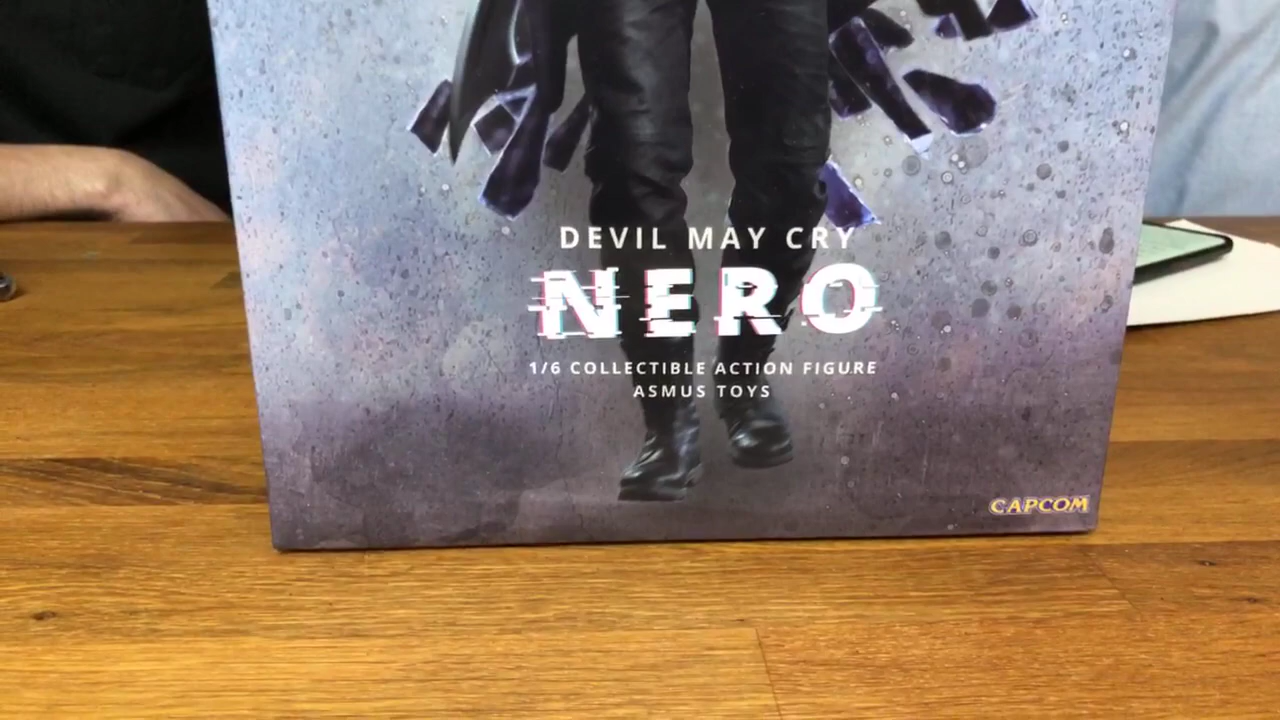 DEVIL MAY CRY
NERO
1/6 COLLECTIBLE ACTION FIGURE
ASMUS TOYS
CAPCOM